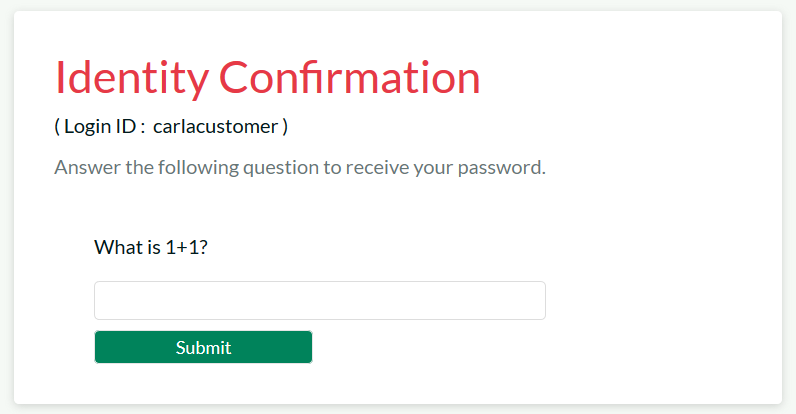 Identity Confirmation
( Login ID :  carlacustomer )
Answer the following question to receive your password.
What is 1+1?
Submit